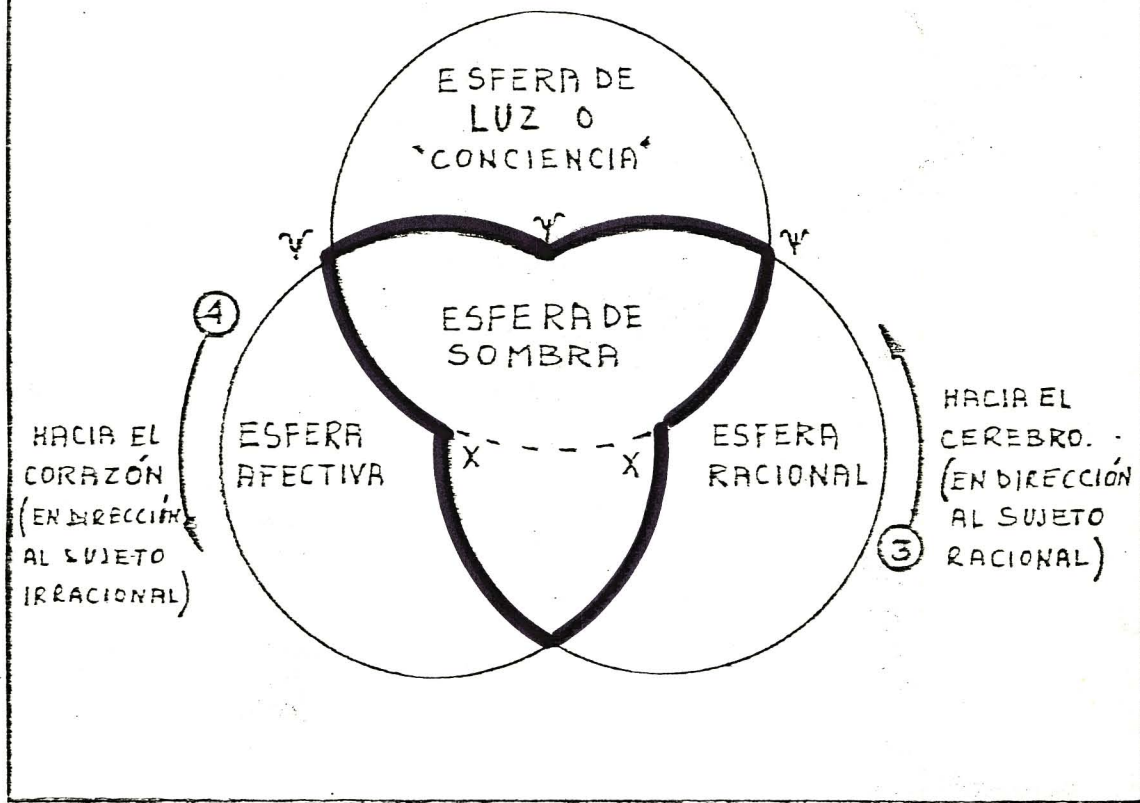 ESFERA DE
LUZ O
"CONCIENCIA"
Ψ
Ψ
Ψ
4
ESFERA DE
SOMBRA
HACIA EL
CORAZÓN
(EN DIRECCIÓN
AL SUJETO
IRRACIONAL)
ESFERA
AFECTIVA
X
X
ESFERA
RACIONAL
HACIA EL
CEREBRO.
(EN DIRECCIÓN
AL SUJETO
RACIONAL)
3